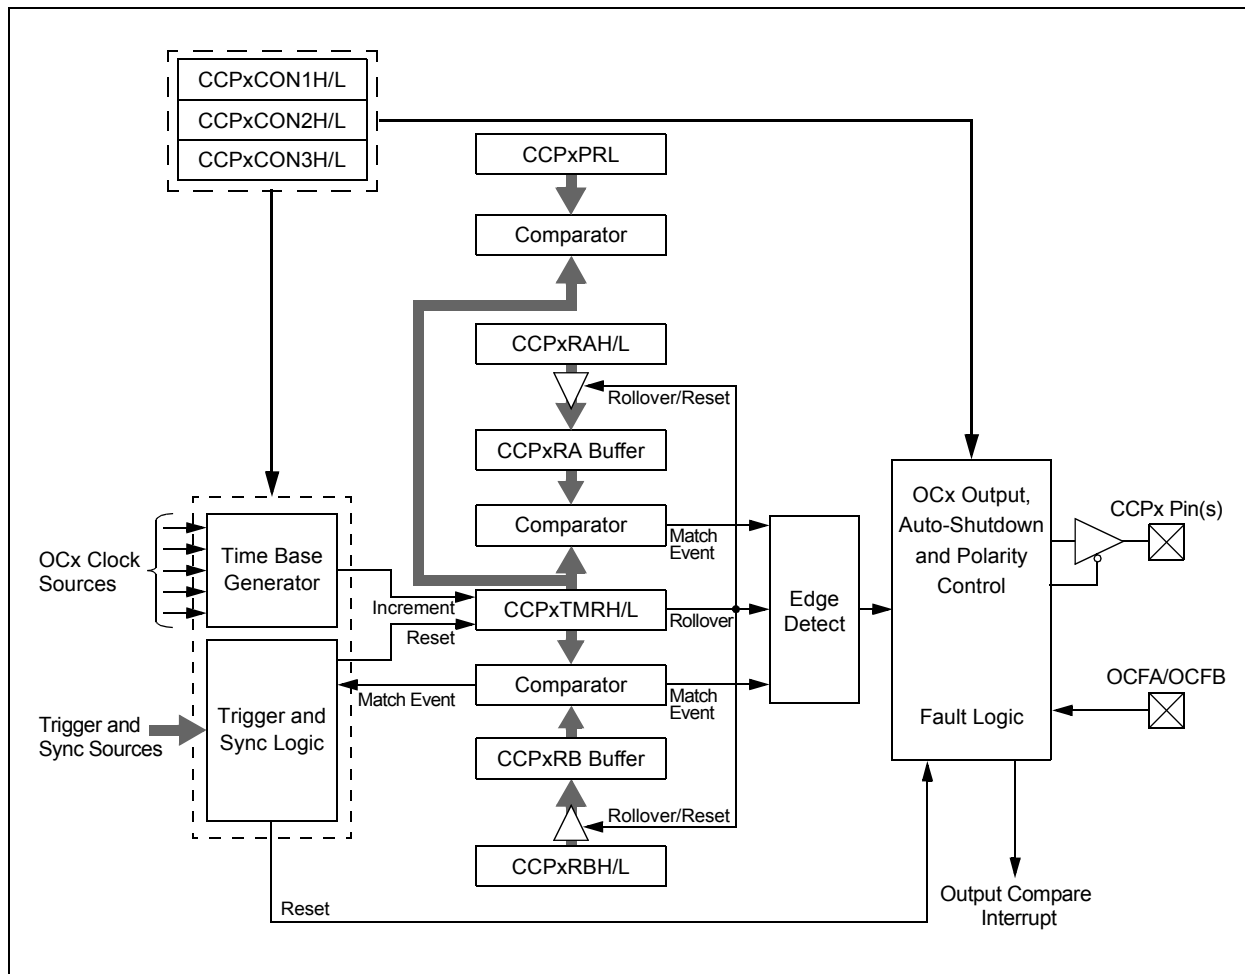 CCPxCON1H/L
CCPxCON2H/L
CCPxCON3H/L
CCPxPRL
Comparator
CCPxRAH/L
Rollover/Reset
CCPxRA Buffer
Comparator
Match
Event
OCx Clock
Sources
Time Base
Generator
Increment
Reset
CCPxTMRH/L
Rollover
Edge
Detect
OCx Output,
Auto-Shutdown
and Polarity
Control
Fault Logic
CCPx Pin(s)
OCFA/OCFB
Trigger and
Sync Sources
Trigger and
Sync Logic
Match Event
Comparator
Match
Event
CCPxRB Buffer
Rollover/Reset
CCPxRBH/L
Reset
Output Compare
Interrupt